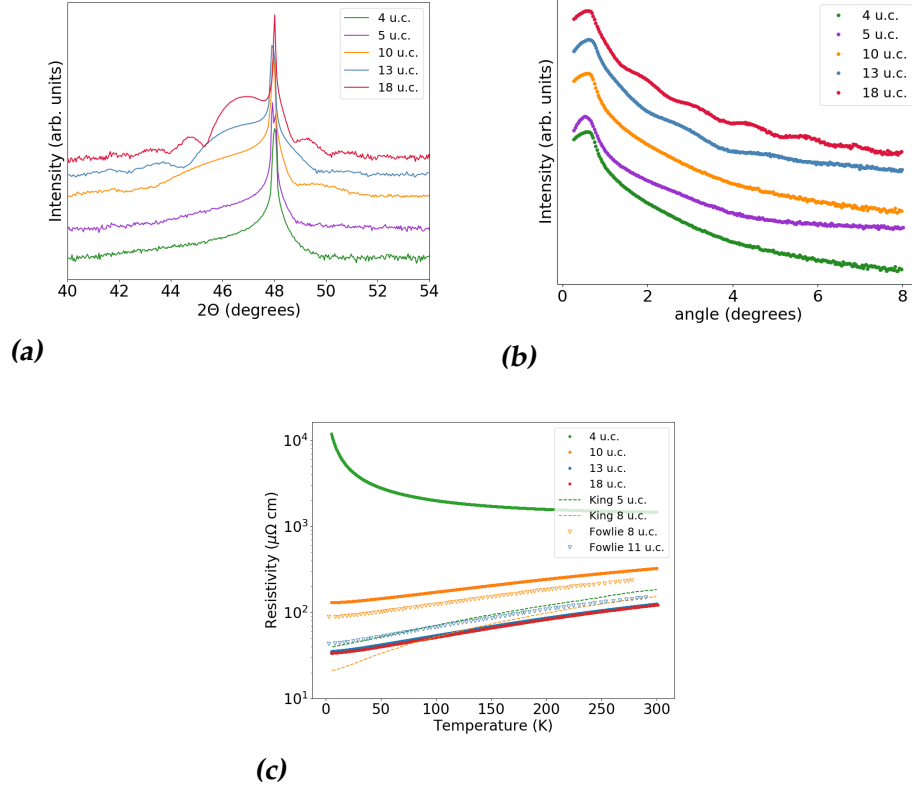 Intensity (arb. units)
4 u.c.
5 u.c.
10 u.c.
13 u.c.
18 u.c.
40 42 44 46 48 50 52 54
2Θ (degrees)
(a)
Intensity (arb. units)
4 u.c.
5 u.c.
10 u.c.
13 u.c.
18 u.c.
0 2 4 6 8
angle (degrees)
(b)
Resistivity (μΩ cm)
10⁴
10³
10²
10¹
4 u.c.
10 u.c.
13 u.c.
18 u.c.
King 5 u.c.
King 8 u.c.
Fowlie 8 u.c.
Fowlie 11 u.c.
0 50 100 150 200 250 300
Temperature (K)
(c)